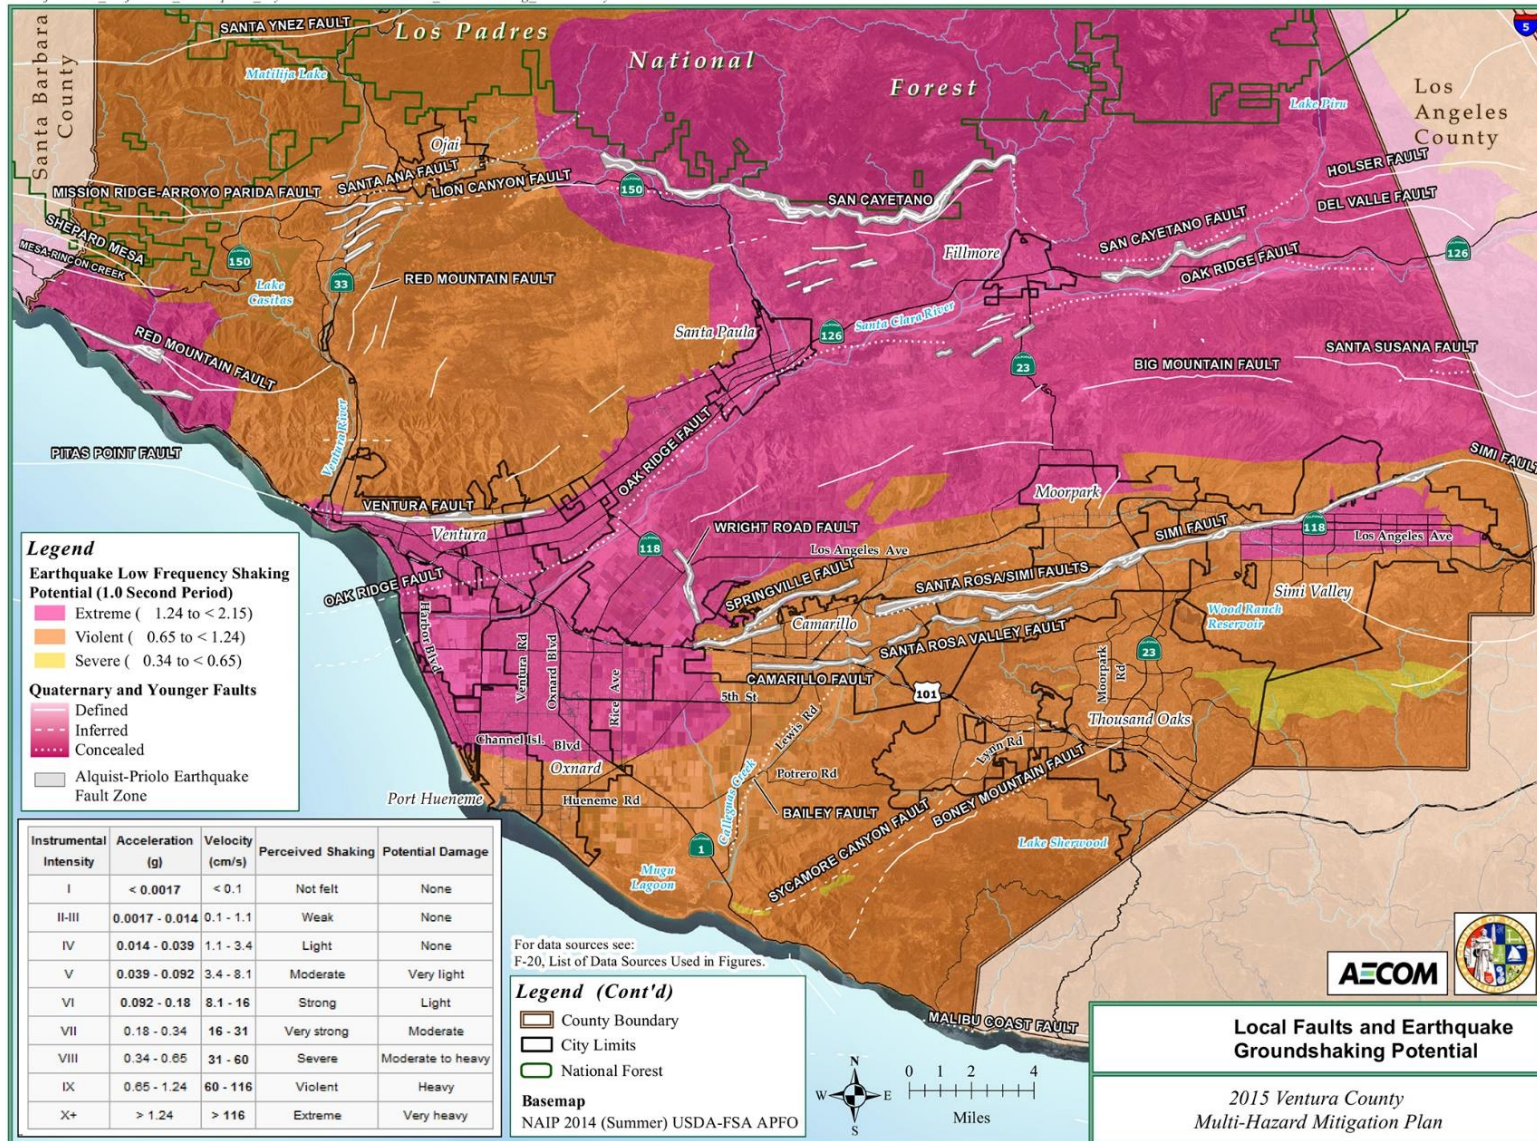 SANTA YNEZ FAULT
Los Padres
National
Forest
5
Santa Barbara
County
Matilija Lake
Lake Piru
Los
Angeles
County
Ojai
SANTA ANA FAULT
MISSION RIDGE-ARROYO PARIDA FAULT
LION CANYON FAULT
150
SAN CAYETANO
HOLSER FAULT
DEL VALLE FAULT
SAN CAYETANO FAULT
SHEPARD MESA
MESA-RINCON CREEK
150
Lake
Casitas
33
RED MOUNTAIN FAULT
Fillmore
OAK RIDGE FAULT
126
Santa Paula
126
Santa Clara River
RED MOUNTAIN FAULT
23
BIG MOUNTAIN FAULT
SANTA SUSANA FAULT
Ventura River
PITAS POINT FAULT
OAK RIDGE FAULT
SIMI FAULT
VENTURA FAULT
Ventura
Moorpark
WRIGHT ROAD FAULT
118
Los Angeles Ave
SIMI FAULT
118
Los Angeles Ave
OAK RIDGE FAULT
SPRINGVILLE FAULT
SANTA ROSA/SIMI FAULTS
Simi Valley
Wood Ranch
Reservoir
Camarillo
SANTA ROSA VALLEY FAULT
23
Harbor Blvd
Ventura Rd
Oxnard Blvd
Rice Ave
CAMARILLO FAULT
5th St
101
Moorpark
Rd
Thousand Oaks
Lewis Rd
Lynn Rd
Channel Isl. Blvd
Oxnard
Potrero Rd
Port Hueneme
Hueneme Rd
Calleguas Creek
BAILEY FAULT
BONEY MOUNTAIN FAULT
SYCAMORE CANYON FAULT
Lake Sherwood
1
Mugu
Lagoon
MALIBU COAST FAULT
Legend
Earthquake Low Frequency Shaking
Potential (1.0 Second Period)
Extreme ( 1.24 to < 2.15)
Violent ( 0.65 to < 1.24)
Severe ( 0.34 to < 0.65)
Quaternary and Younger Faults
Defined
Inferred
Concealed
Alquist-Priolo Earthquake
Fault Zone
Instrumental Intensity Acceleration (g) Velocity (cm/s) Perceived Shaking Potential Damage
I < 0.0017 < 0.1 Not felt None
II-III 0.0017 - 0.014 0.1 - 1.1 Weak None
IV 0.014 - 0.039 1.1 - 3.4 Light None
V 0.039 - 0.092 3.4 - 8.1 Moderate Very light
VI 0.092 - 0.18 8.1 - 16 Strong Light
VII 0.18 - 0.34 16 - 31 Very strong Moderate
VIII 0.34 - 0.65 31 - 60 Severe Moderate to heavy
IX 0.65 - 1.24 60 - 116 Violent Heavy
X+ > 1.24 > 116 Extreme Very heavy
For data sources see:
F-20, List of Data Sources Used in Figures.
Legend (Cont'd)
County Boundary
City Limits
National Forest
Basemap
NAIP 2014 (Summer) USDA-FSA APFO
N
W E
S
0 1 2 4
Miles
AECOM
Local Faults and Earthquake
Groundshaking Potential
2015 Ventura County
Multi-Hazard Mitigation Plan